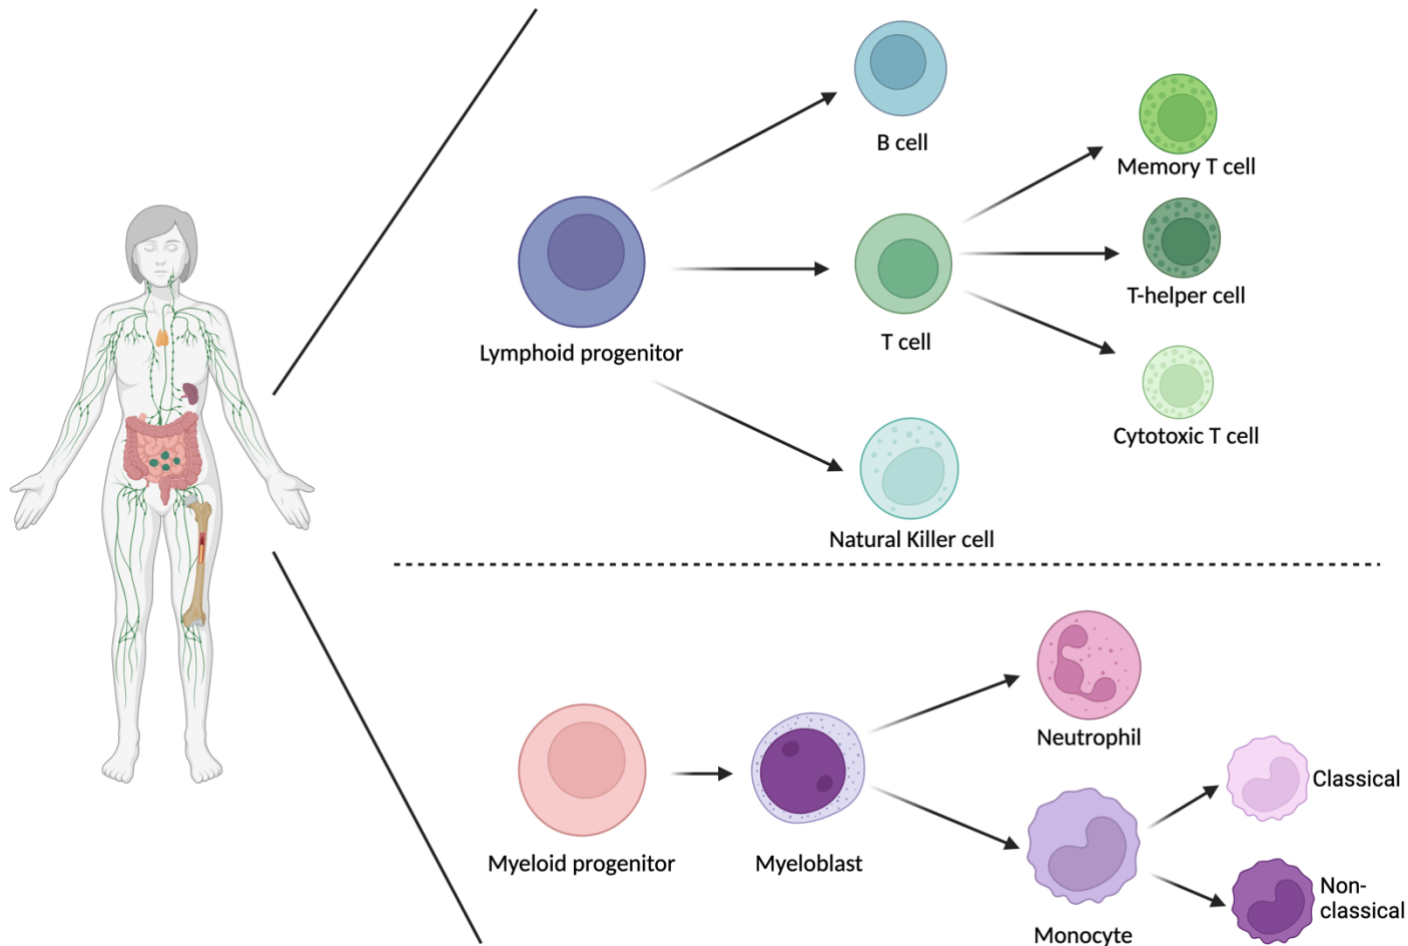 B cell
Memory T cell
T-helper cell
Lymphoid progenitor
T cell
Cytotoxic T cell
Natural Killer cell
Neutrophil
Classical
Myeloid progenitor
Myeloblast
Non-
classical
Monocyte